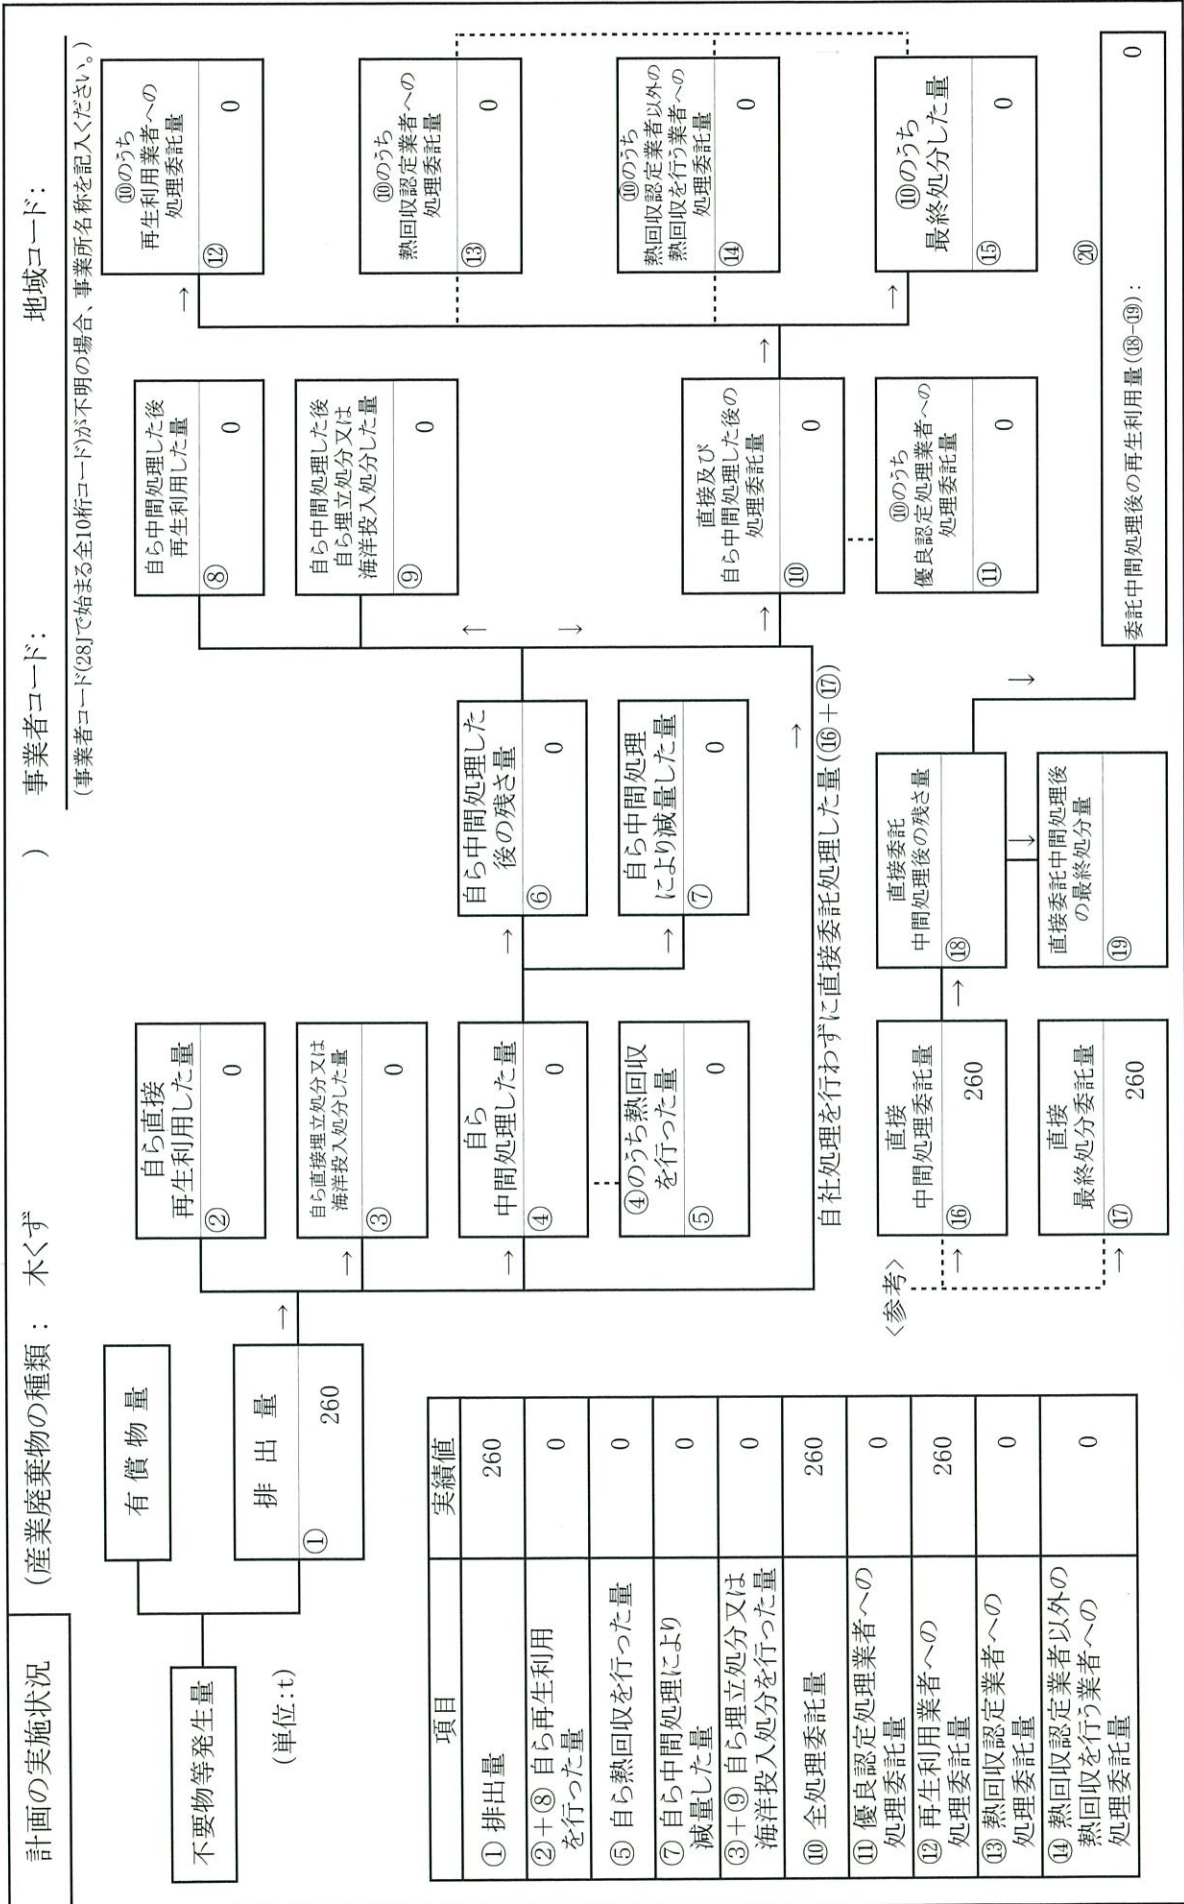 計画の実施状況
(産業廃棄物の種類： 木くず ) 事業者コード： 地域コード：
(事業者コード(「28」で始まる全10桁コード)が不明の場合、事業所名称を記入ください。)
不要物等発生量
(単位:t)
有 償 物 量
排 出 量
① 260
→
自ら直接
再生利用した量
② 0
→
自ら直接埋立処分又は
海洋投入処分した量
③ 0
→
自ら
中間処理した量
④ 0
④のうち熱回収
を行った量
⑤ 0
→
自ら中間処理した
後の残さ量
⑥ 0
→
自ら中間処理
により減量した量
⑦ 0
←
→
自ら中間処理した後
再生利用した量
⑧ 0
自ら中間処理した後
自ら埋立処分又は
海洋投入処分した量
⑨ 0
→
直接及び
自ら中間処理した後の
処理委託量
⑩ 0
⑩のうち
優良認定処理業者への
処理委託量
⑪ 0
→
→
⑩のうち
再生利用業者への
処理委託量
⑫ 0
⑩のうち
熱回収認定業者への
処理委託量
⑬ 0
⑩のうち
熱回収認定業者以外の
熱回収を行う業者への
処理委託量
⑭ 0
→
⑩のうち
最終処分した量
⑮ 0
→
自社処理を行わずに直接委託処理した量(⑯＋⑰)
<参考>
→
直接
中間処理委託量
⑯ 260
→
直接
最終処分委託量
⑰ 260
→
直接委託
中間処理後の残さ量
⑱
→
直接委託中間処理後
の最終処分量
⑲
→
⑳
委託中間処理後の再生利用量(⑱-⑲)： 0
項目 実績値
① 排出量 260
②+⑧ 自ら再生利用
を行った量 0
⑤ 自ら熱回収を行った量 0
⑦ 自ら中間処理により
減量した量 0
③+⑨ 自ら埋立処分又は
海洋投入処分を行った量 0
⑩ 全処理委託量 260
⑪ 優良認定処理業者への
処理委託量 0
⑫ 再生利用業者への
処理委託量 260
⑬ 熱回収認定業者への
処理委託量 0
⑭ 熱回収認定業者以外の
熱回収を行う業者への
処理委託量 0